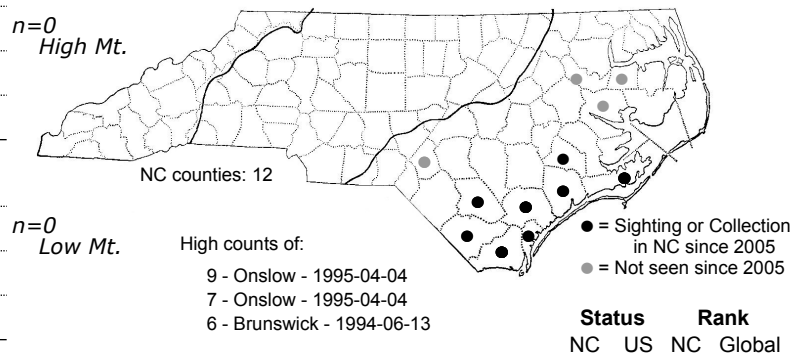 n=0
High Mt.
NC counties: 12
n=0
Low Mt.
High counts of:
9 - Onslow - 1995-04-04
7 - Onslow - 1995-04-04
6 - Brunswick - 1994-06-13
= Sighting or Collection
in NC since 2005
= Not seen since 2005
Status Rank
NC US NC Global